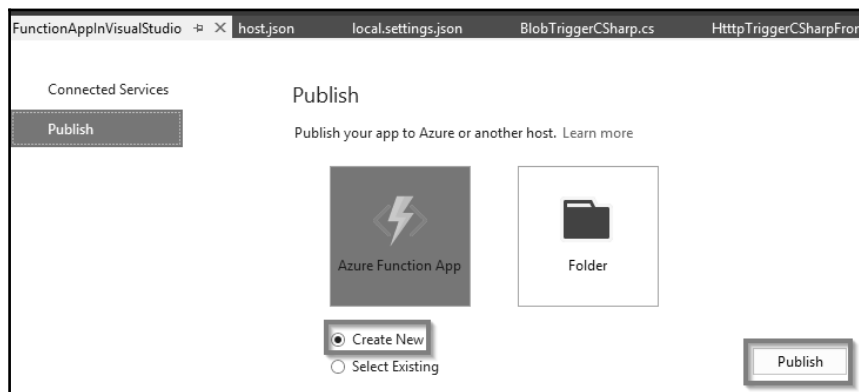 FunctionAppInVisualStudio host.json local.settings.json BlobTriggerCSharp.cs HtttpTriggerCSharpFror
Connected Services
Publish
Publish
Publish your app to Azure or another host. Learn more
Azure Function App
Folder
Create New
Select Existing
Publish